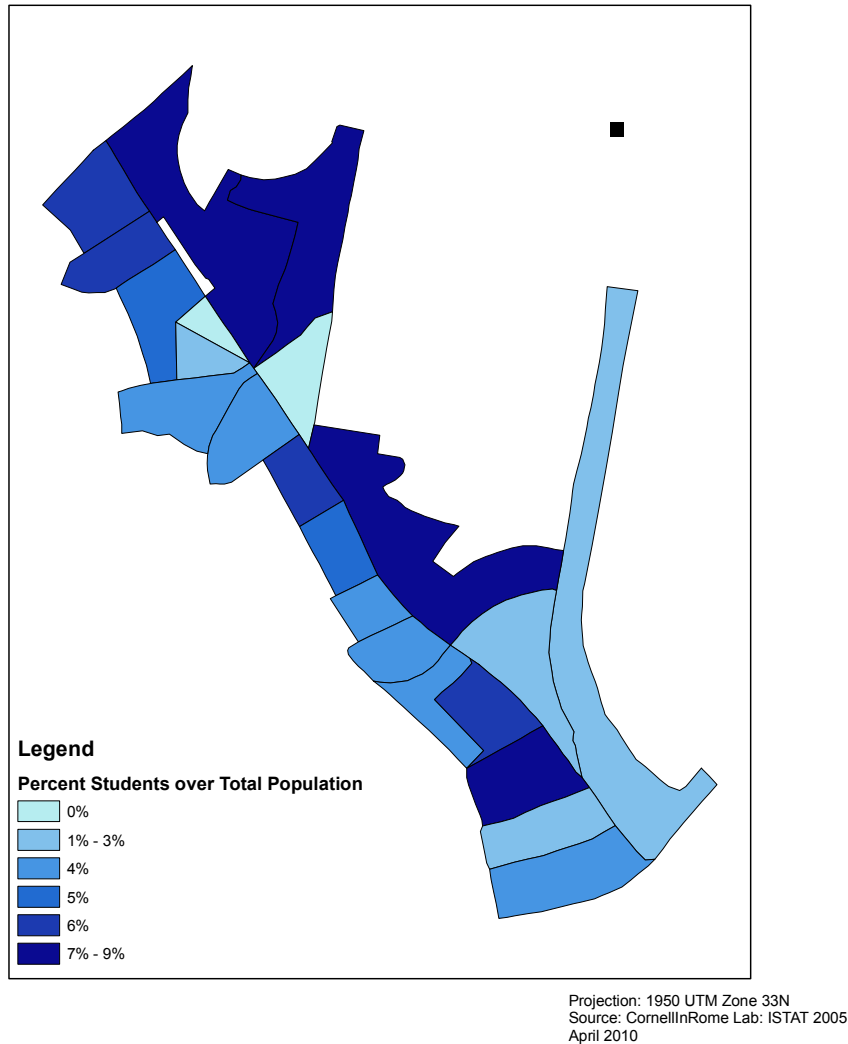 Legend
Percent Students over Total Population
0%
1% - 3%
4%
5%
6%
7% - 9%
Projection: 1950 UTM Zone 33N
Source: CornellInRome Lab: ISTAT 2005
April 2010